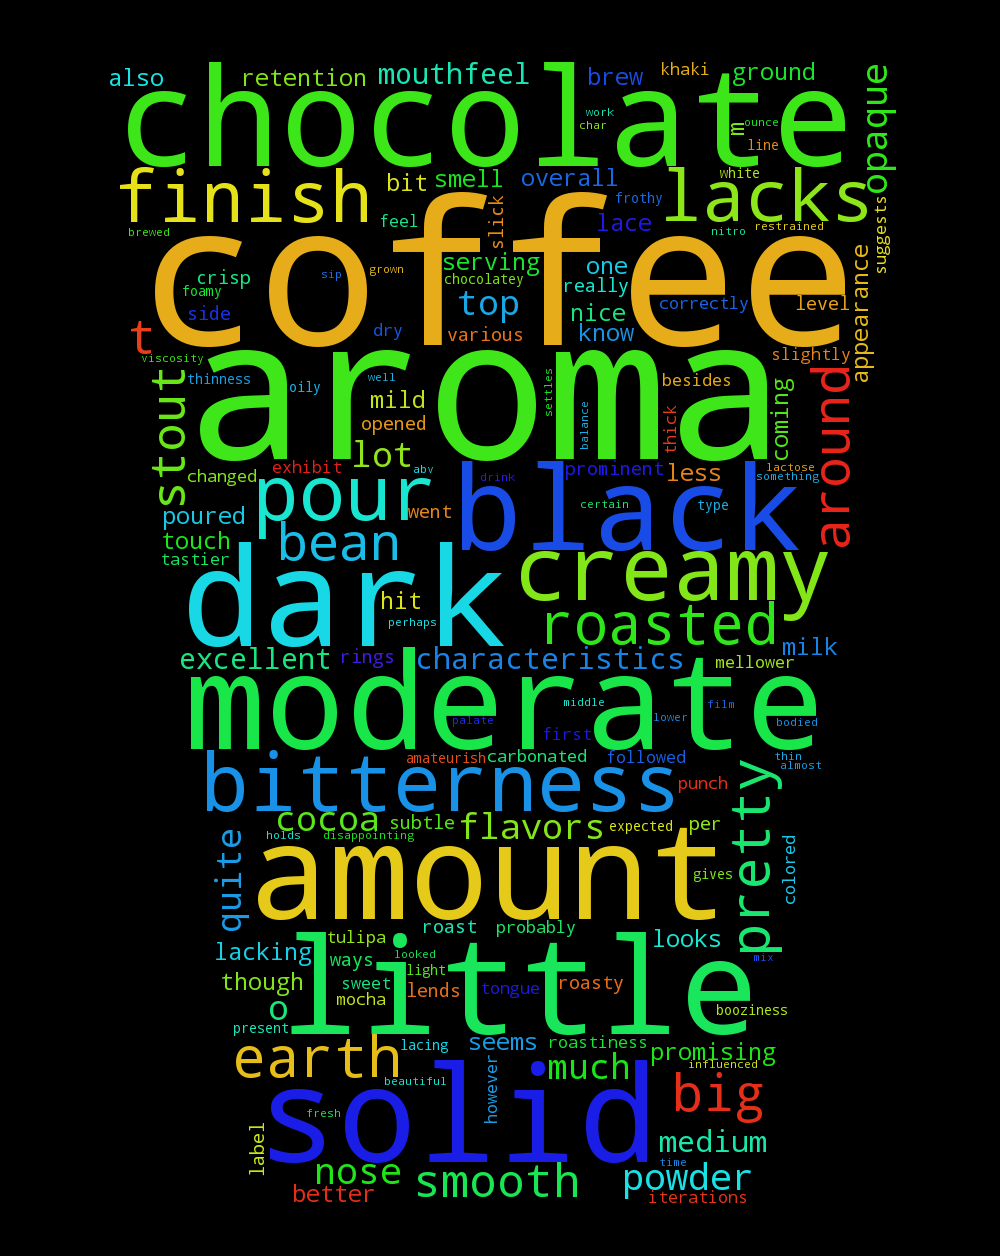 also
retention
mouthfeel
brew
khaki
ground
opaque
chocolate
work
char
m
ounce
line
finish
bit
smell
overall
white
lacks
frothy
suggests
brewed
feel
slick
lace
nitro
restrained
coffee
serving
one
appearance
crisp
sip
grown
chocolatey
really
foamy
side
top
nice
correctly
level
t
dry
various
know
viscosity
slightly
aroma
stout
thinness
oily
well
settles
besides
around
mild
balance
thick
coming
opened
lot
changed
exhibit
abv
drink
prominent
less
lactose
something
pour
black
went
certain
type
poured
touch
bean
tastier
creamy
dark
hit
perhaps
roasted
milk
excellent
rings
characteristics
mellower
moderate
middle
palate
lower
film
bodied
first
bitterness
amateurish
carbonated
followed
thin
almost
punch
pretty
cocoa
subtle
flavors
expected
per
quite
holds
disappointing
colored
amount
gives
roast
probably
tulipa
looks
lacking
ways
looked
light
mix
though
sweet
lends
tongue
roasty
mocha
o
little
booziness
present
earth
lacing
seems
roastiness
much
promising
influenced
beautiful
however
big
solid
fresh
label
medium
time
nose
smooth
powder
better
iterations